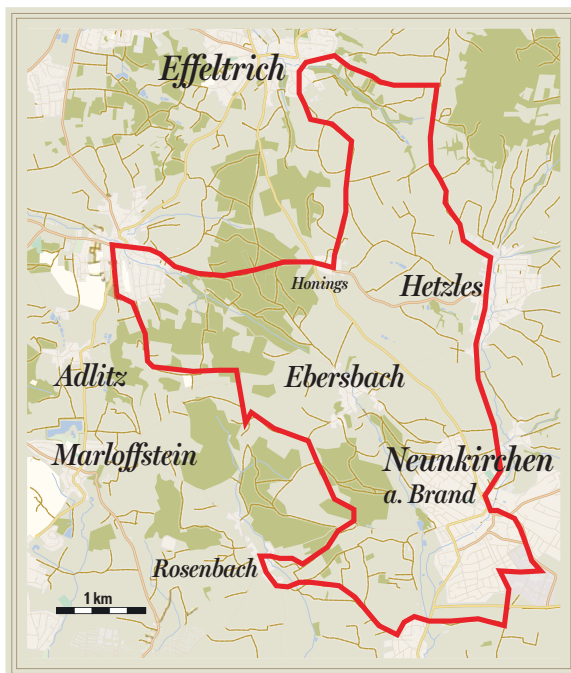 Effeltrich
Honings
Hetzles
Adlitz
Ebersbach
Marloffstein
Neunkirchen
a. Brand
Rosenbach
1 km